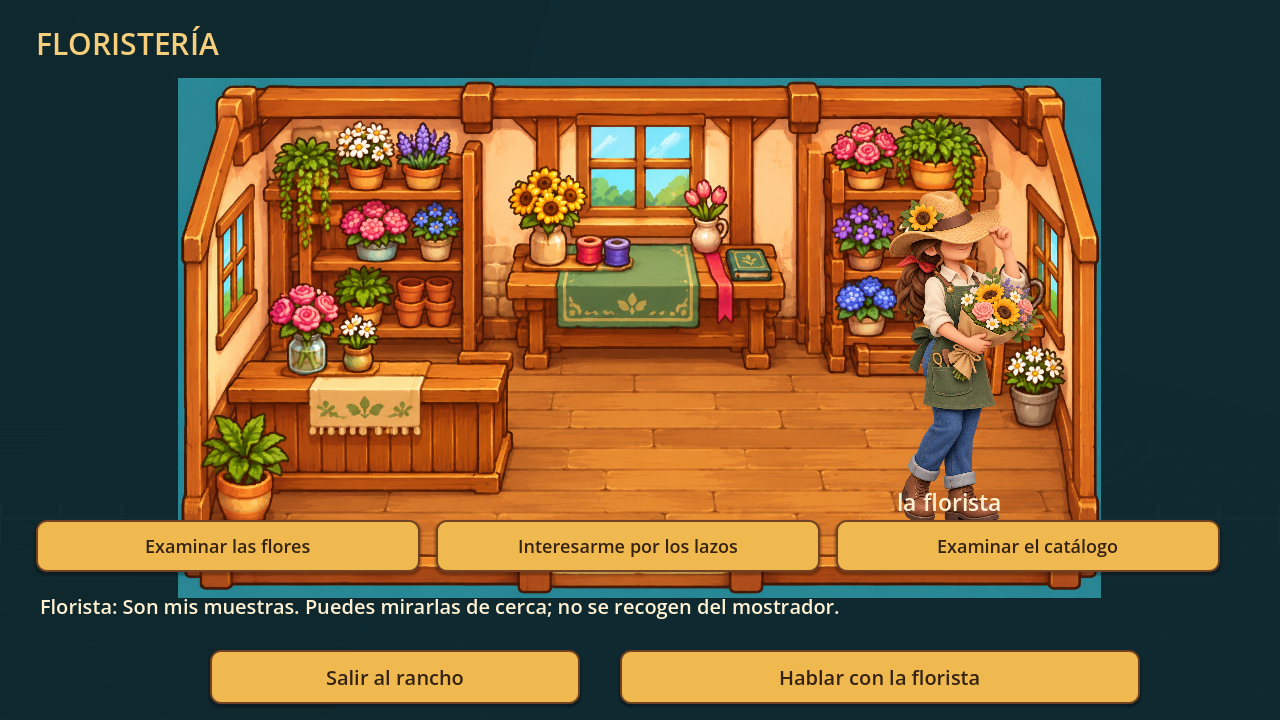 FLORISTERÍA
la florista
Examinar las flores
Interesarme por los lazos
Examinar el catálogo
Florista: Son mis muestras. Puedes mirarlas de cerca; no se recogen del mostrador.
Salir al rancho
Hablar con la florista